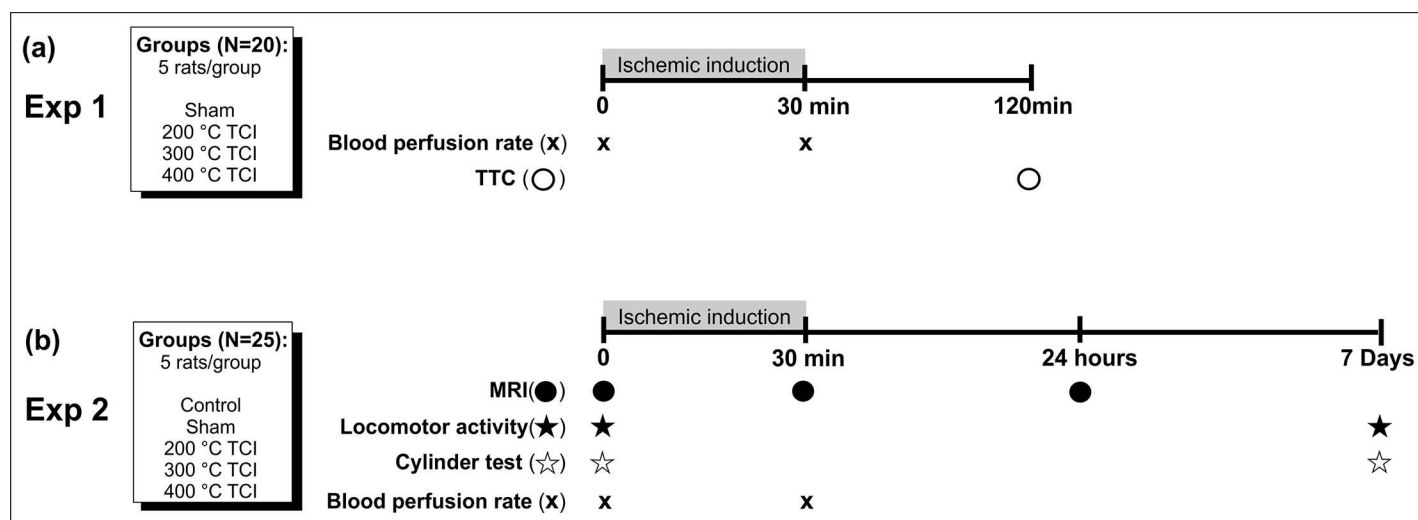 (a)
Exp 1
Groups (N=20):
5 rats/group
Sham
200 °C TCI
300 °C TCI
400 °C TCI
Ischemic induction
0 30 min 120min
Blood perfusion rate (x) x x
TTC (○) ○
(b)
Exp 2
Groups (N=25):
5 rats/group
Control
Sham
200 °C TCI
300 °C TCI
400 °C TCI
Ischemic induction
0 30 min 24 hours 7 Days
MRI(●) ● ● ●
Locomotor activity(★) ★ ★
Cylinder test (☆) ☆ ☆
Blood perfusion rate (x) x x